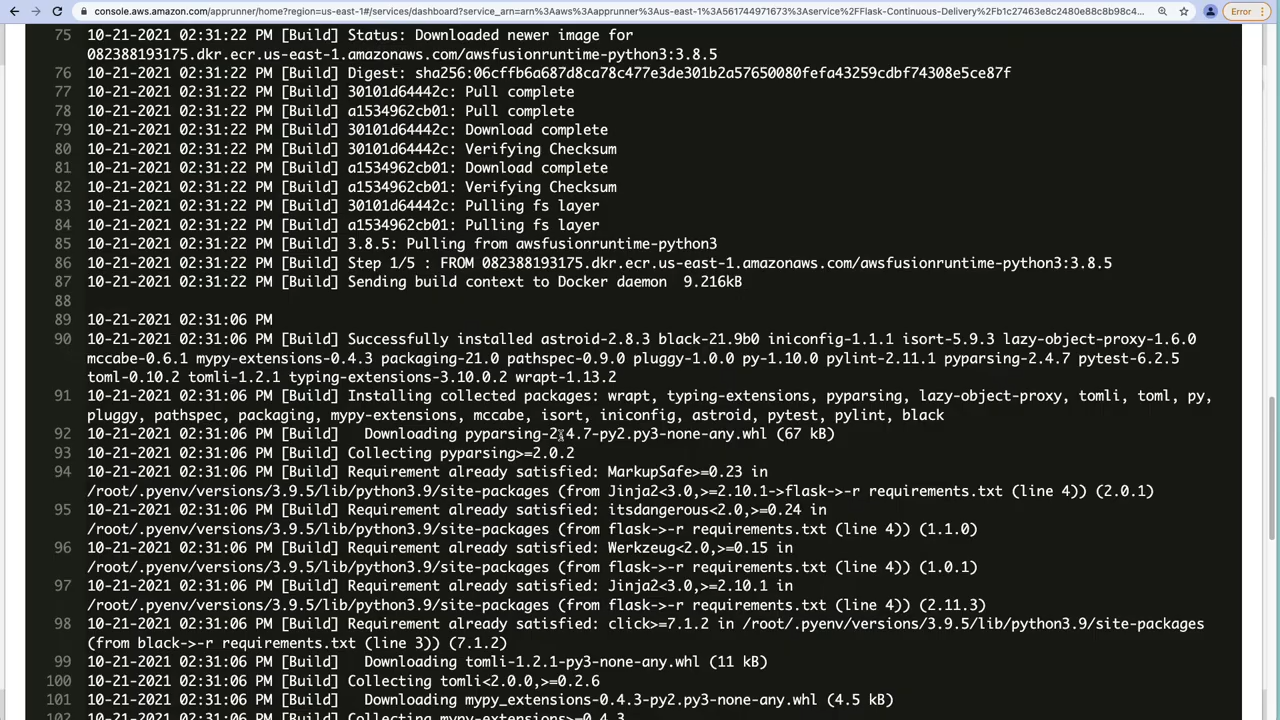 console.aws.amazon.com/apprunner/home?region=us-east-1#/services/dashboard?service_arn=arn%3Aaws%3Aapprunner%3Aus-east-1%3A561744971673%3Aservice%2FFlask-Continuous-Delivery%2Fb1c27463e8c2480e88c8b98c4...
Error
75 10-21-2021 02:31:22 PM [Build] Status: Downloaded newer image for
082388193175.dkr.ecr.us-east-1.amazonaws.com/awsfusionruntime-python3:3.8.5
76 10-21-2021 02:31:22 PM [Build] Digest: sha256:06cffb6a687d8ca78c477e3de301b2a57650080fefa43259cdbf74308e5ce87f
77 10-21-2021 02:31:22 PM [Build] 30101d64442c: Pull complete
78 10-21-2021 02:31:22 PM [Build] a1534962cb01: Pull complete
79 10-21-2021 02:31:22 PM [Build] 30101d64442c: Download complete
80 10-21-2021 02:31:22 PM [Build] 30101d64442c: Verifying Checksum
81 10-21-2021 02:31:22 PM [Build] a1534962cb01: Download complete
82 10-21-2021 02:31:22 PM [Build] a1534962cb01: Verifying Checksum
83 10-21-2021 02:31:22 PM [Build] 30101d64442c: Pulling fs layer
84 10-21-2021 02:31:22 PM [Build] a1534962cb01: Pulling fs layer
85 10-21-2021 02:31:22 PM [Build] 3.8.5: Pulling from awsfusionruntime-python3
86 10-21-2021 02:31:22 PM [Build] Step 1/5 : FROM 082388193175.dkr.ecr.us-east-1.amazonaws.com/awsfusionruntime-python3:3.8.5
87 10-21-2021 02:31:22 PM [Build] Sending build context to Docker daemon 9.216kB
88
89 10-21-2021 02:31:06 PM
90 10-21-2021 02:31:06 PM [Build] Successfully installed astroid-2.8.3 black-21.9b0 iniconfig-1.1.1 isort-5.9.3 lazy-object-proxy-1.6.0
mccabe-0.6.1 mypy-extensions-0.4.3 packaging-21.0 pathspec-0.9.0 pluggy-1.0.0 py-1.10.0 pylint-2.11.1 pyparsing-2.4.7 pytest-6.2.5
toml-0.10.2 tomli-1.2.1 typing-extensions-3.10.0.2 wrapt-1.13.2
91 10-21-2021 02:31:06 PM [Build] Installing collected packages: wrapt, typing-extensions, pyparsing, lazy-object-proxy, tomli, toml, py,
pluggy, pathspec, packaging, mypy-extensions, mccabe, isort, iniconfig, astroid, pytest, pylint, black
92 10-21-2021 02:31:06 PM [Build] Downloading pyparsing-2.4.7-py2.py3-none-any.whl (67 kB)
93 10-21-2021 02:31:06 PM [Build] Collecting pyparsing>=2.0.2
94 10-21-2021 02:31:06 PM [Build] Requirement already satisfied: MarkupSafe>=0.23 in
/root/.pyenv/versions/3.9.5/lib/python3.9/site-packages (from Jinja2<3.0,>=2.10.1->flask->-r requirements.txt (line 4)) (2.0.1)
95 10-21-2021 02:31:06 PM [Build] Requirement already satisfied: itsdangerous<2.0,>=0.24 in
/root/.pyenv/versions/3.9.5/lib/python3.9/site-packages (from flask->-r requirements.txt (line 4)) (1.1.0)
96 10-21-2021 02:31:06 PM [Build] Requirement already satisfied: Werkzeug<2.0,>=0.15 in
/root/.pyenv/versions/3.9.5/lib/python3.9/site-packages (from flask->-r requirements.txt (line 4)) (1.0.1)
97 10-21-2021 02:31:06 PM [Build] Requirement already satisfied: Jinja2<3.0,>=2.10.1 in
/root/.pyenv/versions/3.9.5/lib/python3.9/site-packages (from flask->-r requirements.txt (line 4)) (2.11.3)
98 10-21-2021 02:31:06 PM [Build] Requirement already satisfied: click>=7.1.2 in /root/.pyenv/versions/3.9.5/lib/python3.9/site-packages
(from black->-r requirements.txt (line 3)) (7.1.2)
99 10-21-2021 02:31:06 PM [Build] Downloading tomli-1.2.1-py3-none-any.whl (11 kB)
100 10-21-2021 02:31:06 PM [Build] Collecting tomli<2.0.0,>=0.2.6
101 10-21-2021 02:31:06 PM [Build] Downloading mypy_extensions-0.4.3-py2.py3-none-any.whl (4.5 kB)
102 10-21-2021 02:31:06 PM [Build] Collecting mypy-extensions>=0.4.3